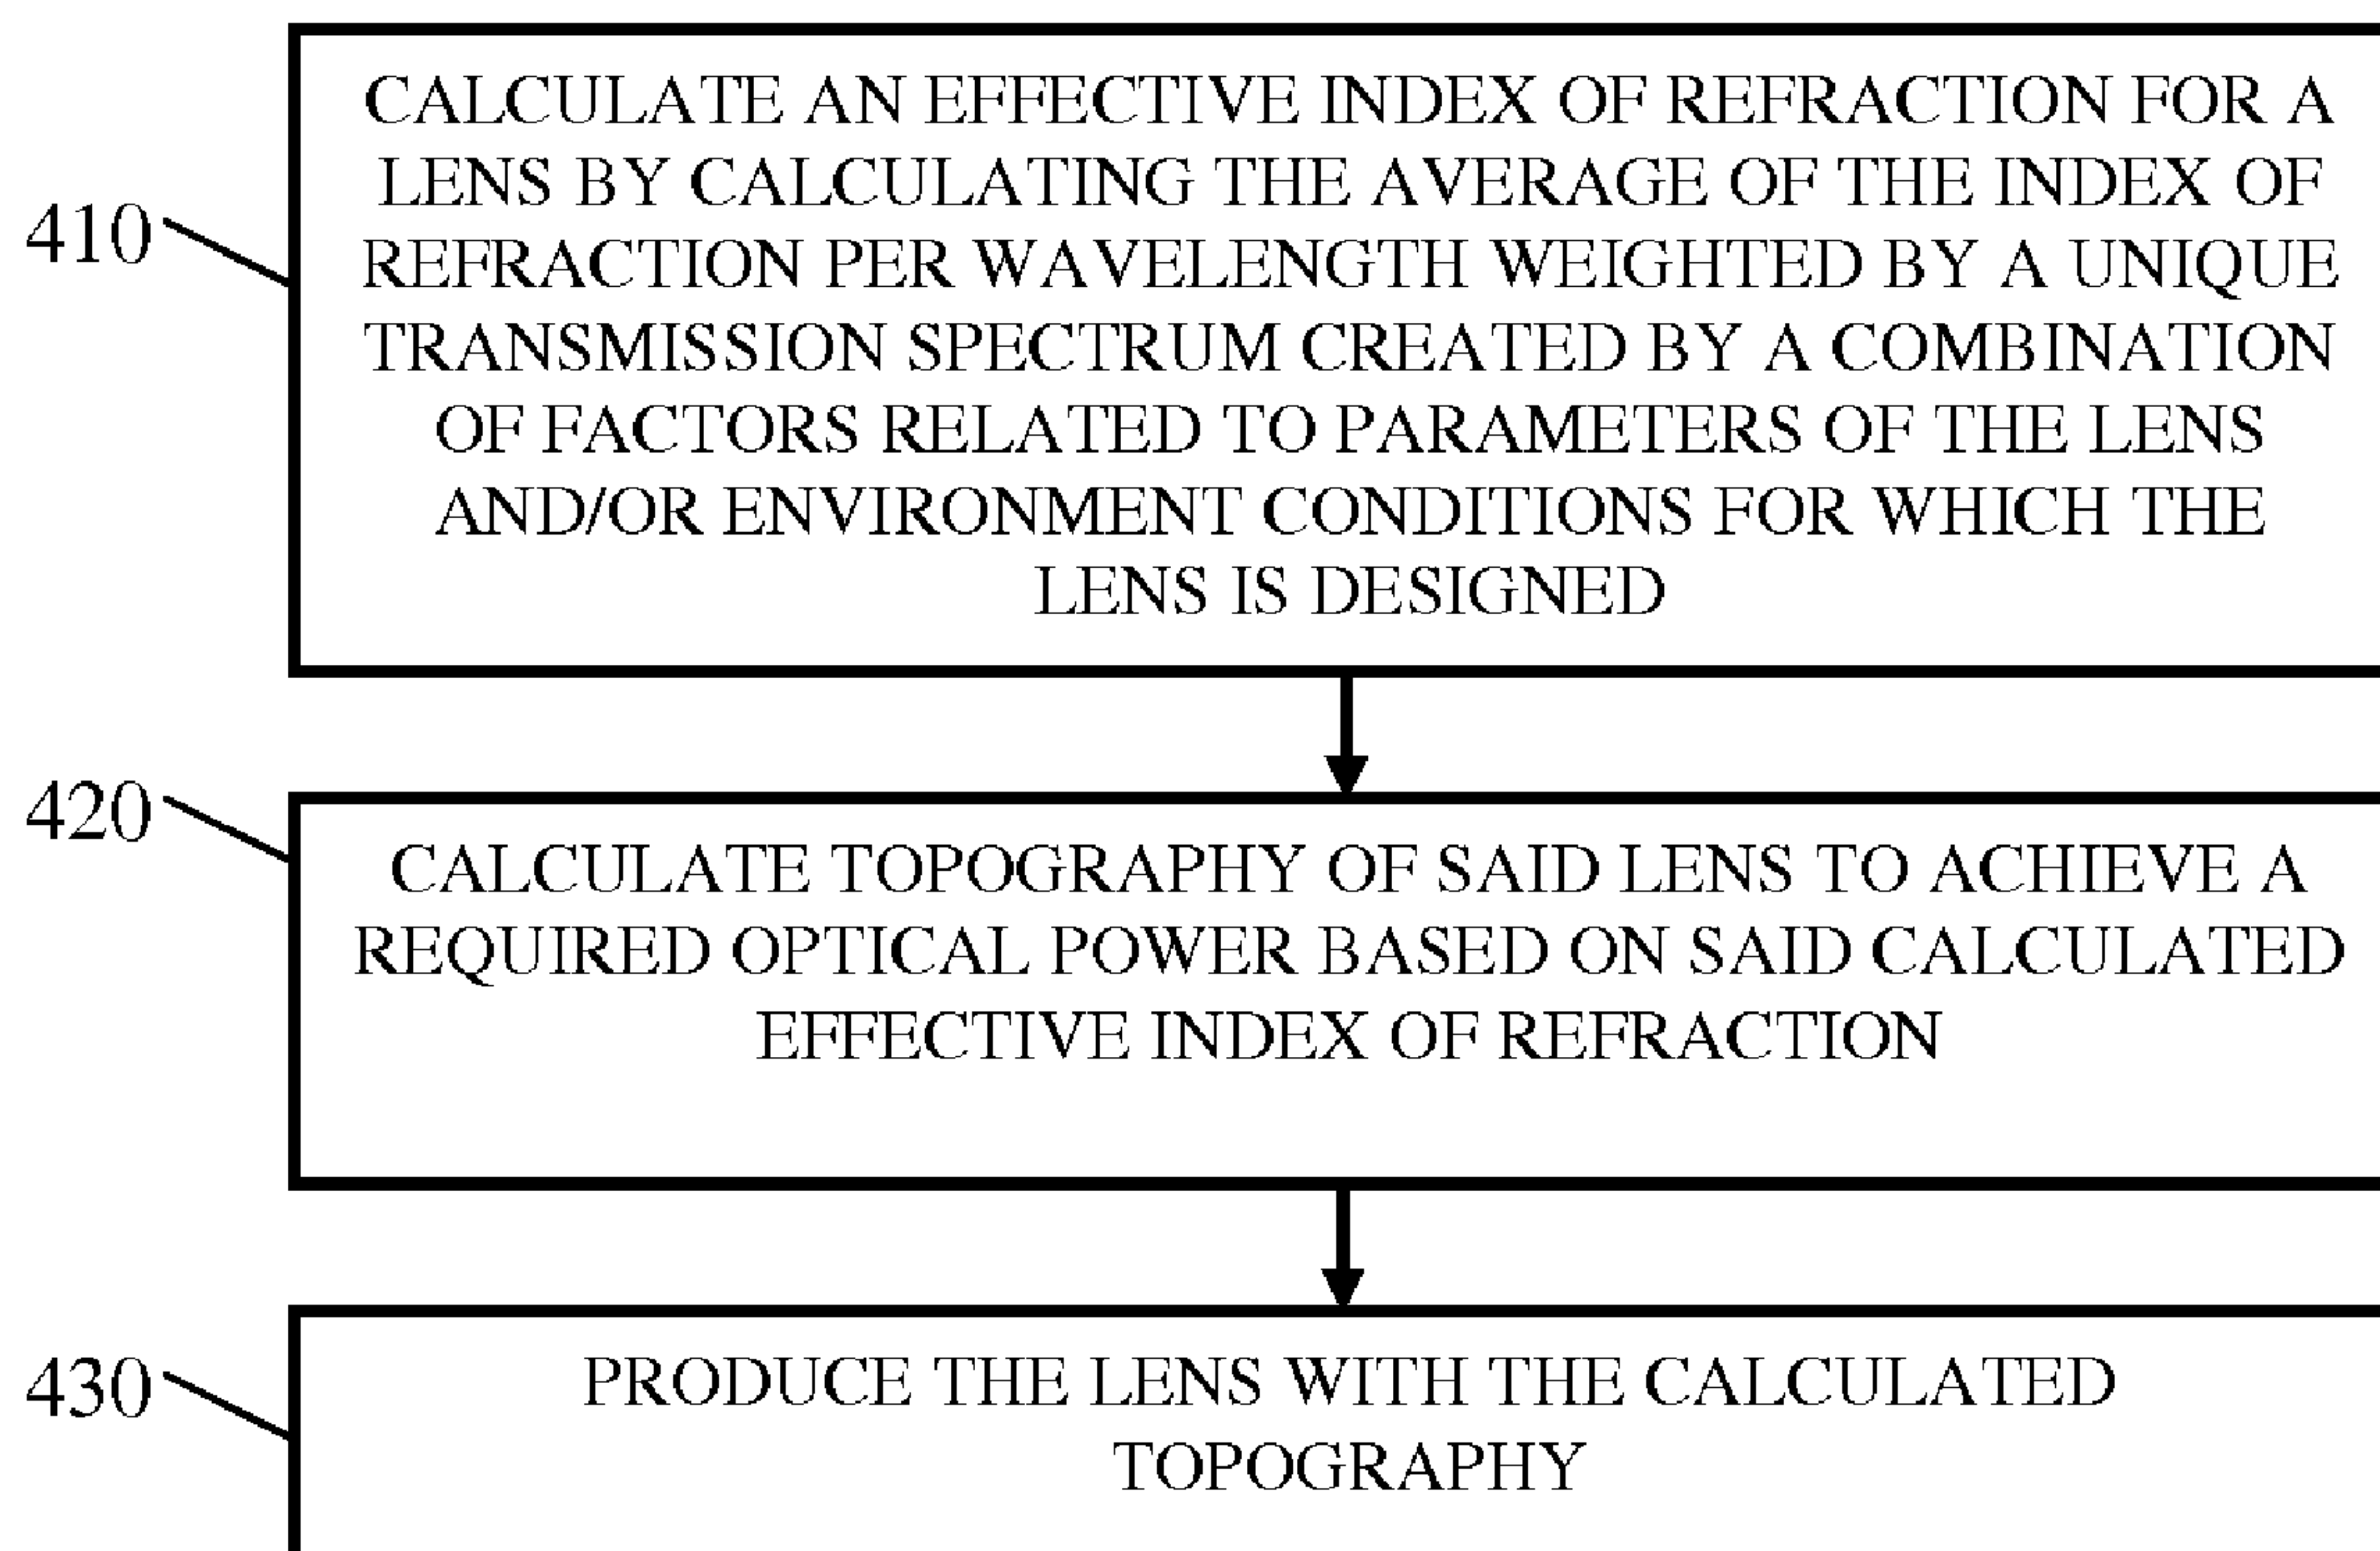 410
CALCULATE AN EFFECTIVE INDEX OF REFRACTION FOR A
LENS BY CALCULATING THE AVERAGE OF THE INDEX OF
REFRACTION PER WAVELENGTH WEIGHTED BY A UNIQUE
TRANSMISSION SPECTRUM CREATED BY A COMBINATION
OF FACTORS RELATED TO PARAMETERS OF THE LENS
AND/OR ENVIRONMENT CONDITIONS FOR WHICH THE
LENS IS DESIGNED
420
CALCULATE TOPOGRAPHY OF SAID LENS TO ACHIEVE A
REQUIRED OPTICAL POWER BASED ON SAID CALCULATED
EFFECTIVE INDEX OF REFRACTION
430
PRODUCE THE LENS WITH THE CALCULATED
TOPOGRAPHY